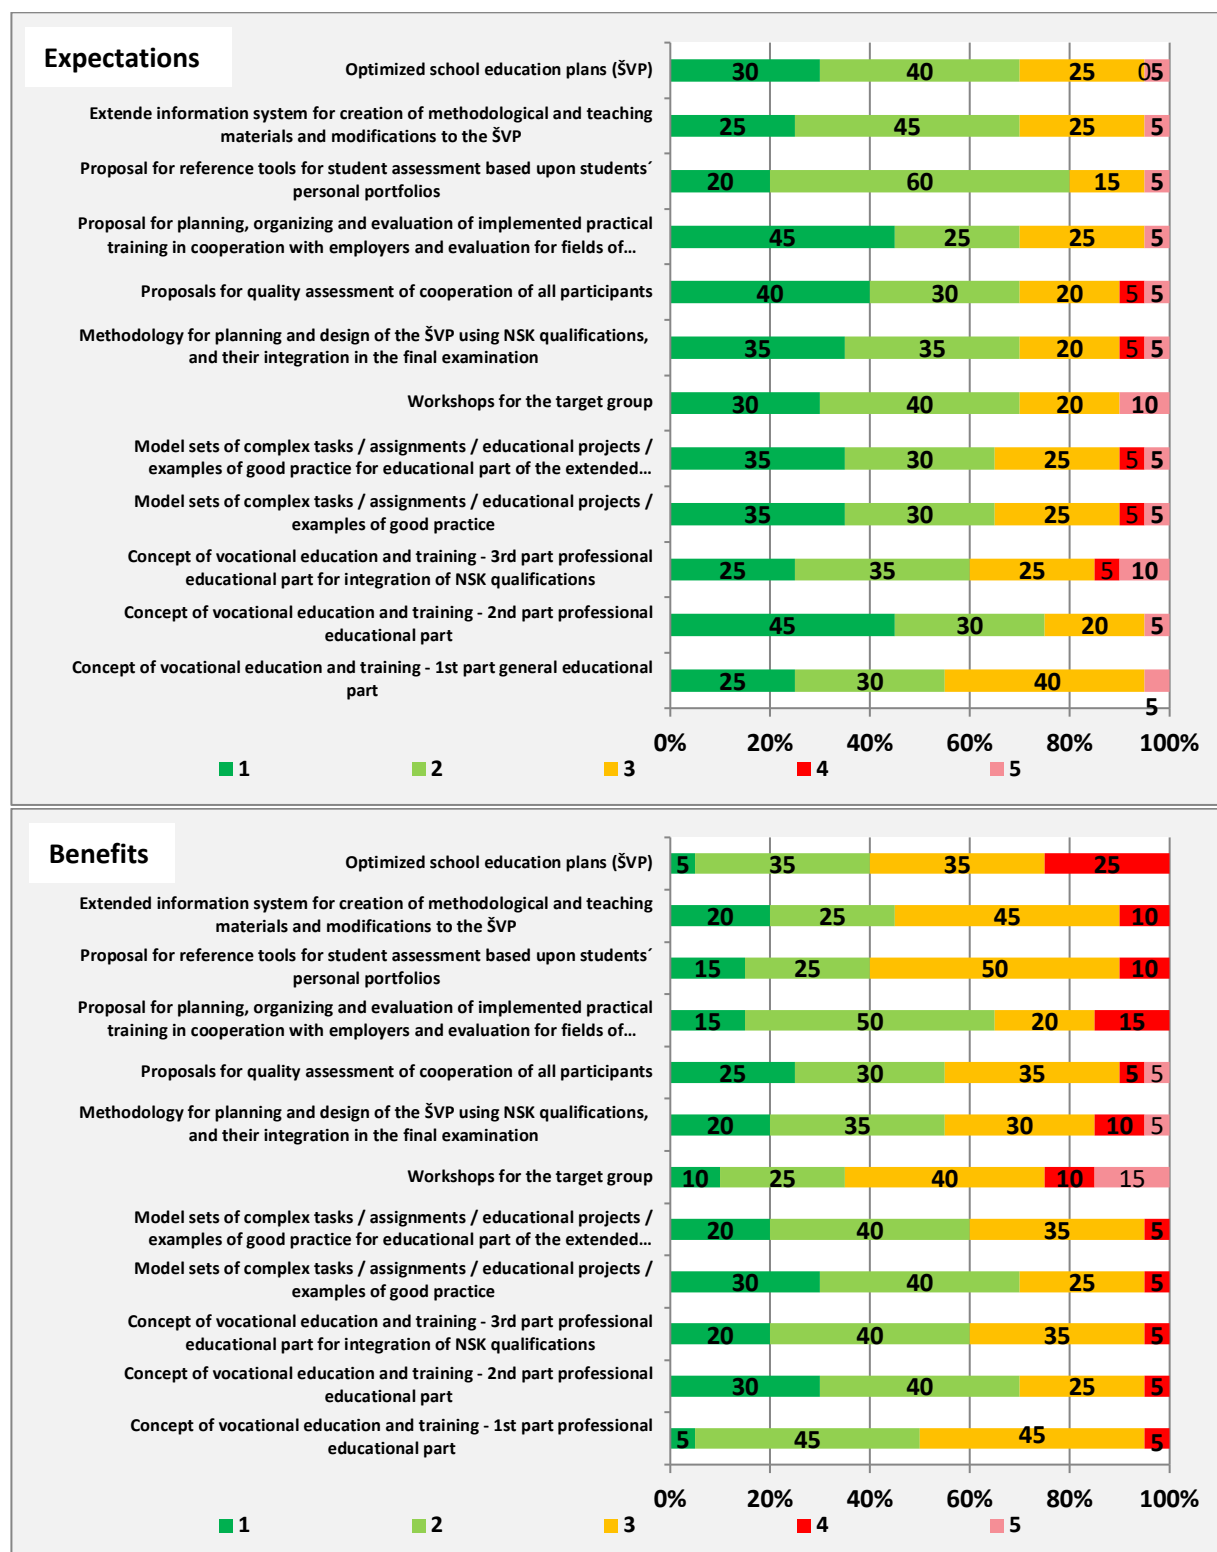 Expectations
Optimized school education plans (ŠVP)
30 40 25 0 5
Extende information system for creation of methodological and teaching
materials and modifications to the ŠVP
25 45 25 5
Proposal for reference tools for student assessment based upon students´
personal portfolios
20 60 15 5
Proposal for planning, organizing and evaluation of implemented practical
training in cooperation with employers and evaluation for fields of…
45 25 25 5
Proposals for quality assessment of cooperation of all participants
40 30 20 5 5
Methodology for planning and design of the ŠVP using NSK qualifications,
and their integration in the final examination
35 35 20 5 5
Workshops for the target group
30 40 20 10
Model sets of complex tasks / assignments / educational projects /
examples of good practice for educational part of the extended…
35 30 25 5 5
Model sets of complex tasks / assignments / educational projects /
examples of good practice
35 30 25 5 5
Concept of vocational education and training - 3rd part professional
educational part for integration of NSK qualifications
25 35 25 5 10
Concept of vocational education and training - 2nd part professional
educational part
45 30 20 5
Concept of vocational education and training - 1st part general educational
part
25 30 40 5
0% 20% 40% 60% 80% 100%
1 2 3 4 5
Benefits
Optimized school education plans (ŠVP)
5 35 35 25
Extended information system for creation of methodological and teaching
materials and modifications to the ŠVP
20 25 45 10
Proposal for reference tools for student assessment based upon students´
personal portfolios
15 25 50 10
Proposal for planning, organizing and evaluation of implemented practical
training in cooperation with employers and evaluation for fields of…
15 50 20 15
Proposals for quality assessment of cooperation of all participants
25 30 35 5 5
Methodology for planning and design of the ŠVP using NSK qualifications,
and their integration in the final examination
20 35 30 10 5
Workshops for the target group
10 25 40 10 15
Model sets of complex tasks / assignments / educational projects /
examples of good practice for educational part of the extended…
20 40 35 5
Model sets of complex tasks / assignments / educational projects /
examples of good practice
30 40 25 5
Concept of vocational education and training - 3rd part professional
educational part for integration of NSK qualifications
20 40 35 5
Concept of vocational education and training - 2nd part professional
educational part
30 40 25 5
Concept of vocational education and training - 1st part professional
educational part
5 45 45 5
0% 20% 40% 60% 80% 100%
1 2 3 4 5